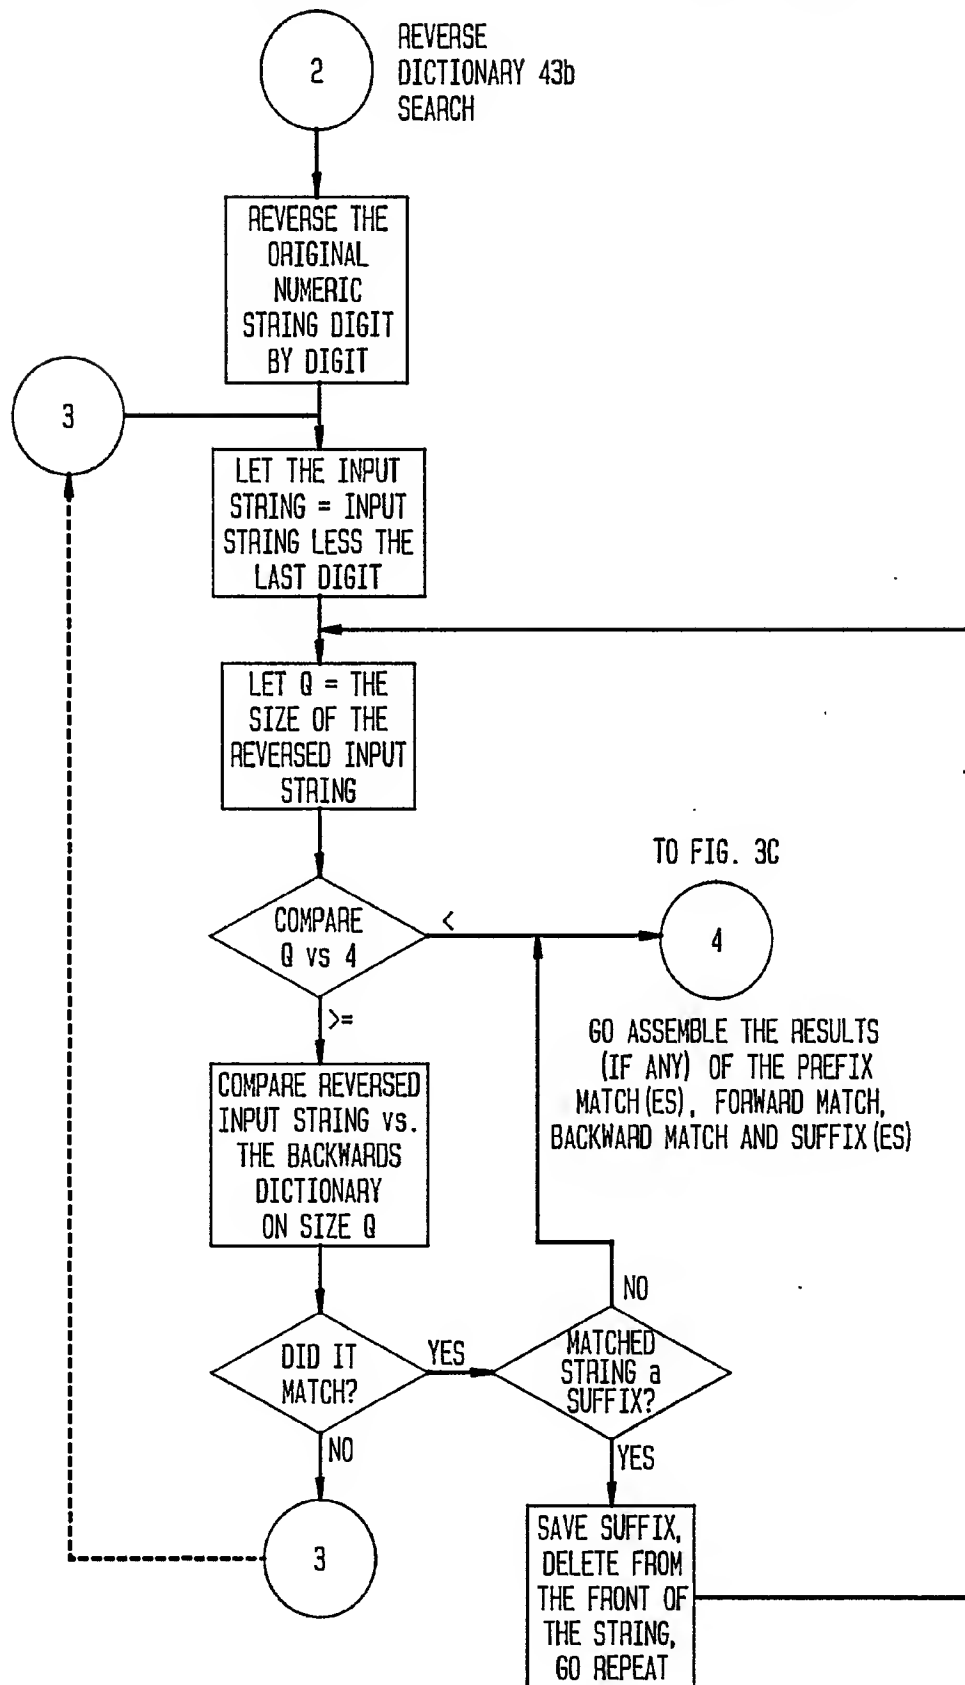 2
REVERSE
DICTIONARY 43b
SEARCH
REVERSE THE
ORIGINAL
NUMERIC
STRING DIGIT
BY DIGIT
3
LET THE INPUT
STRING = INPUT
STRING LESS THE
LAST DIGIT
LET Q = THE
SIZE OF THE
REVERSED INPUT
STRING
TO FIG. 3C
COMPARE
Q vs 4
<
4
>=
GO ASSEMBLE THE RESULTS
(IF ANY) OF THE PREFIX
MATCH(ES), FORWARD MATCH,
BACKWARD MATCH AND SUFFIX(ES)
COMPARE REVERSED
INPUT STRING vs.
THE BACKWARDS
DICTIONARY
ON SIZE Q
NO
DID IT
MATCH?
YES
MATCHED
STRING a
SUFFIX?
NO
YES
3
SAVE SUFFIX,
DELETE FROM
THE FRONT OF
THE STRING,
GO REPEAT